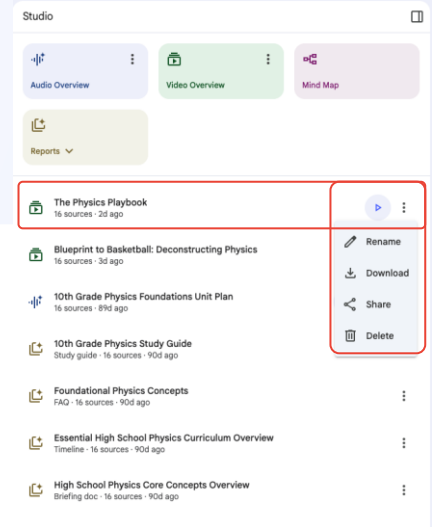 Studio
Audio Overview
Video Overview
Mind Map
Reports
The Physics Playbook
16 sources · 2d ago
Rename
Blueprint to Basketball: Deconstructing Physics
16 sources · 3d ago
Download
10th Grade Physics Foundations Unit Plan
16 sources · 89d ago
Share
Delete
10th Grade Physics Study Guide
Study guide · 16 sources · 90d ago
Foundational Physics Concepts
FAQ · 16 sources · 90d ago
Essential High School Physics Curriculum Overview
Timeline · 16 sources · 90d ago
High School Physics Core Concepts Overview
Briefing doc · 16 sources · 90d ago